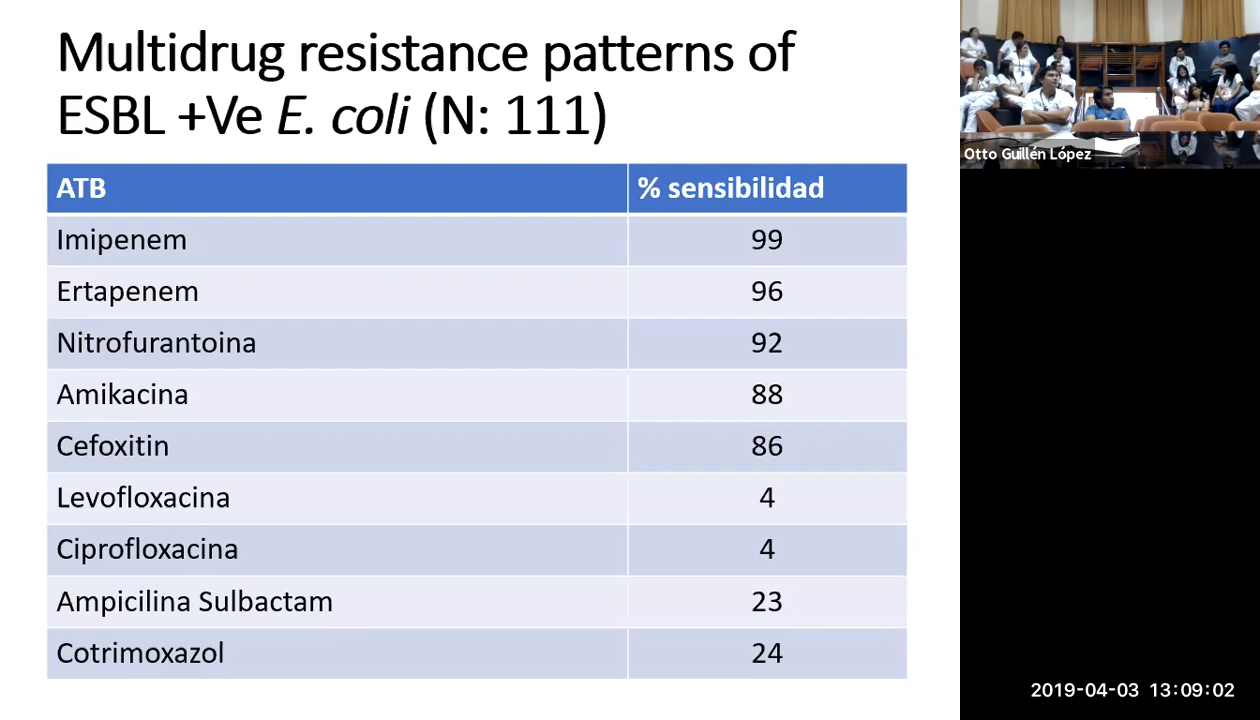 Multidrug resistance patterns of
ESBL +Ve E. coli (N: 111)
ATB % sensibilidad
Imipenem 99
Ertapenem 96
Nitrofurantoina 92
Amikacina 88
Cefoxitin 86
Levofloxacina 4
Ciprofloxacina 4
Ampicilina Sulbactam 23
Cotrimoxazol 24
Otto Guillén López
2019-04-03 13:09:02